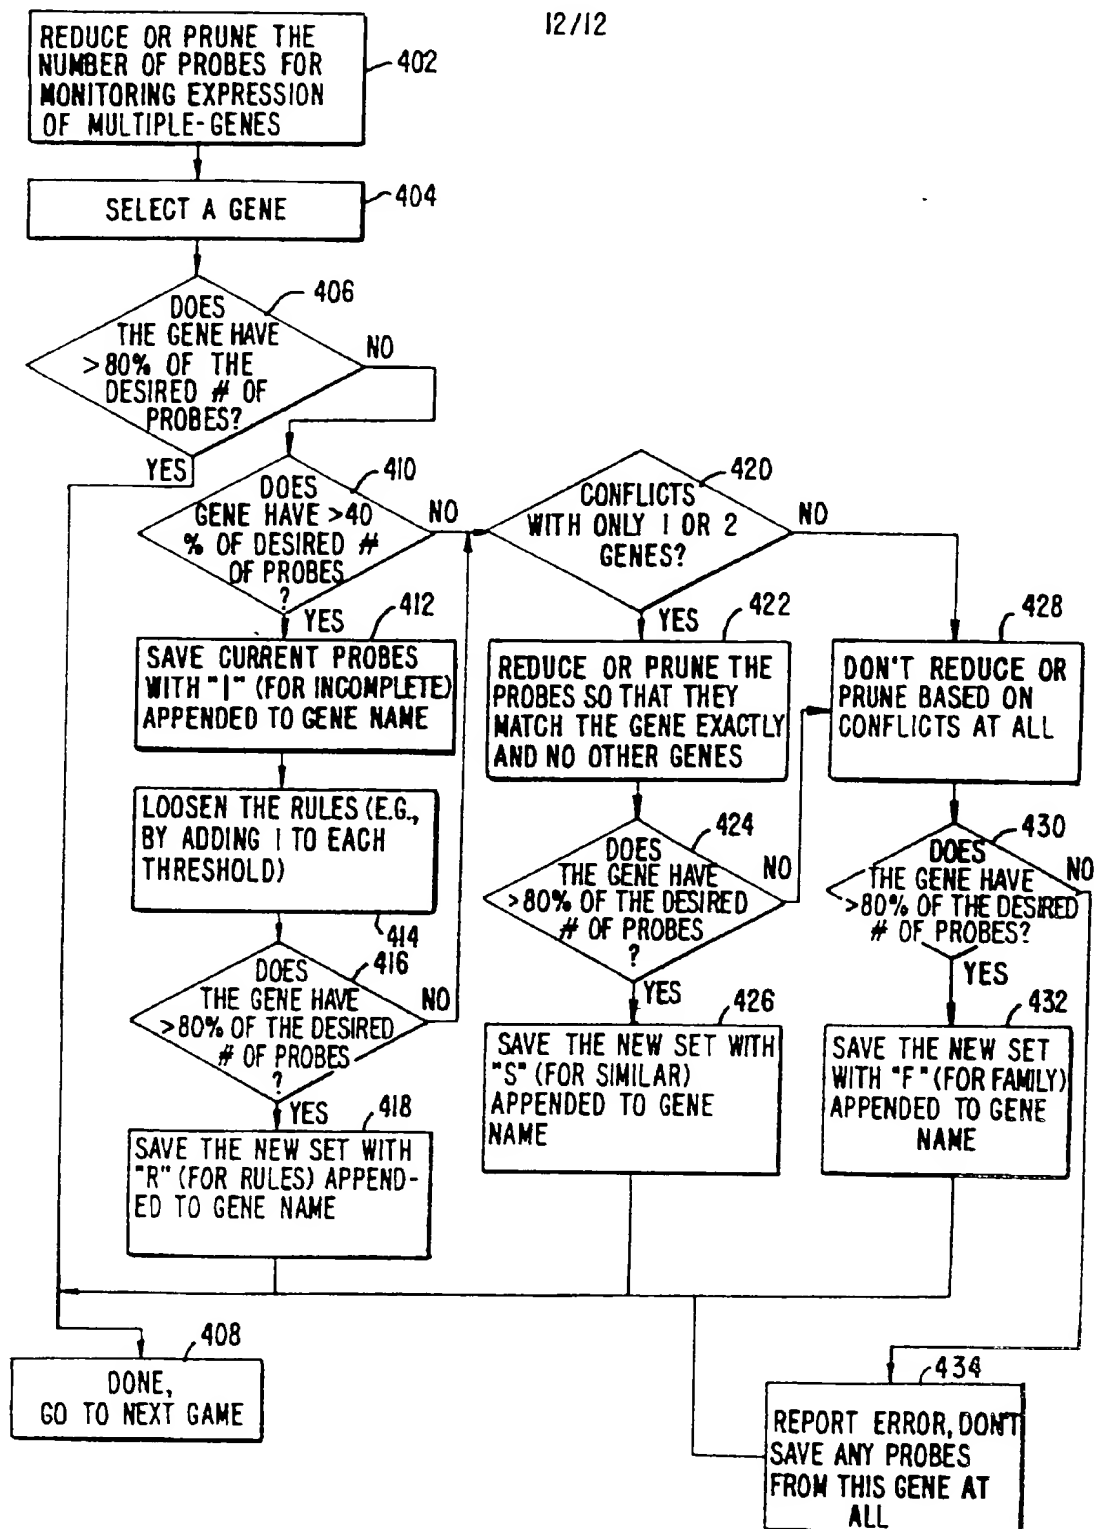 12/12
REDUCE OR PRUNE THE
NUMBER OF PROBES FOR
MONITORING EXPRESSION
OF MULTIPLE-GENES
402
SELECT A GENE
404
406
DOES
THE GENE HAVE
>80% OF THE
DESIRED # OF
PROBES?
NO
YES
410
DOES
GENE HAVE >40
% OF DESIRED #
OF PROBES
?
NO
YES
420
CONFLICTS
WITH ONLY 1 OR 2
GENES?
NO
YES
412
SAVE CURRENT PROBES
WITH "I" (FOR INCOMPLETE)
APPENDED TO GENE NAME
422
REDUCE OR PRUNE THE
PROBES SO THAT THEY
MATCH THE GENE EXACTLY
AND NO OTHER GENES
428
DON'T REDUCE OR
PRUNE BASED ON
CONFLICTS AT ALL
LOOSEN THE RULES (E.G.,
BY ADDING 1 TO EACH
THRESHOLD)
414
424
DOES
THE GENE HAVE
>80% OF THE DESIRED
# OF PROBES
?
NO
YES
430
DOES
THE GENE HAVE
>80% OF THE DESIRED
# OF PROBES?
NO
YES
416
DOES
THE GENE HAVE
>80% OF THE DESIRED
# OF PROBES
?
NO
YES
426
SAVE THE NEW SET WITH
"S" (FOR SIMILAR)
APPENDED TO GENE
NAME
432
SAVE THE NEW SET
WITH "F" (FOR FAMILY)
APPENDED TO GENE
NAME
418
SAVE THE NEW SET WITH
"R" (FOR RULES) APPEND-
ED TO GENE NAME
408
DONE,
GO TO NEXT GAME
434
REPORT ERROR, DON'T
SAVE ANY PROBES
FROM THIS GENE AT
ALL